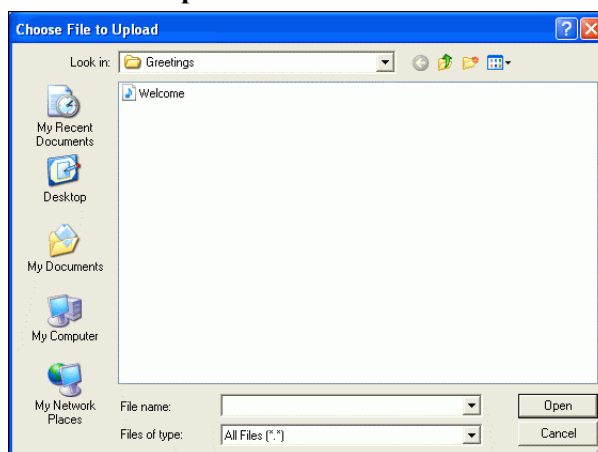 Choose File to Upload
Look in: Greetings
Welcome
My Recent
Documents
Desktop
My Documents
My Computer
My Network
Places
File name:
Open
Files of type: All Files (*.*)
Cancel